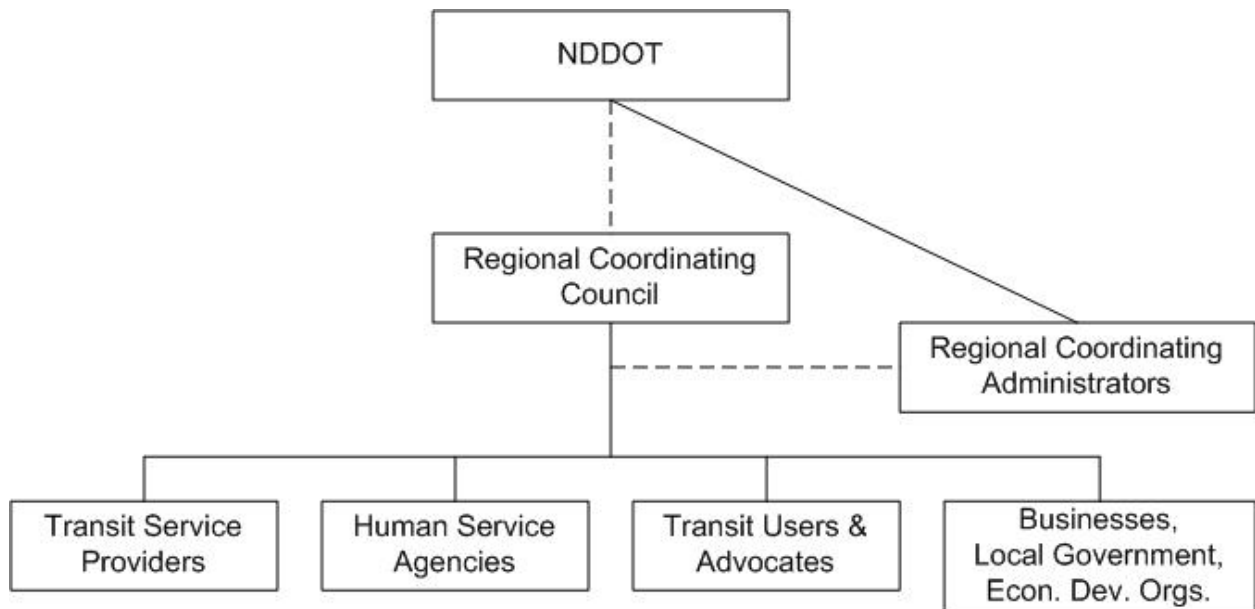 NDDOT
Regional Coordinating
Council
Regional Coordinating
Administrators
Transit Service
Providers
Human Service
Agencies
Transit Users &
Advocates
Businesses,
Local Government,
Econ. Dev. Orgs.